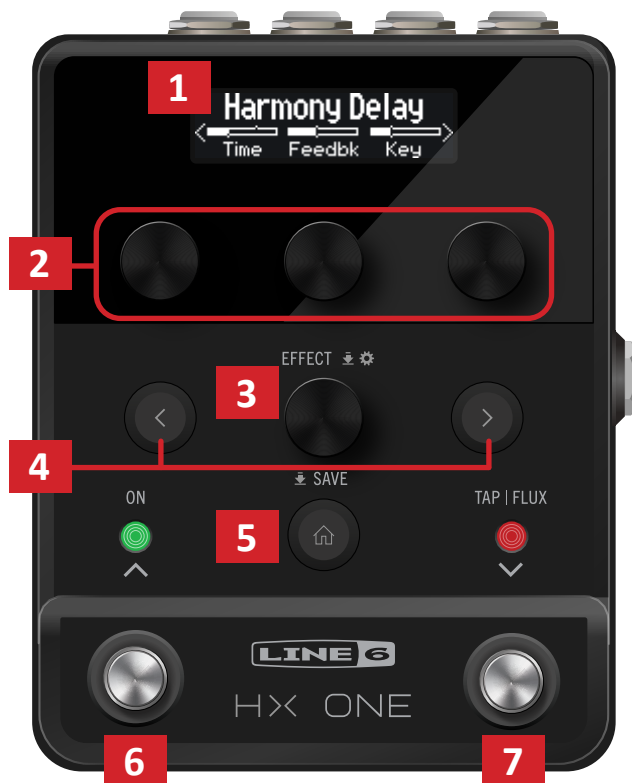 1
Harmony Delay
Time Feedbk Key
2
EFFECT
3
4
SAVE
ON
TAP | FLUX
5
LINE 6
HX ONE
6
7